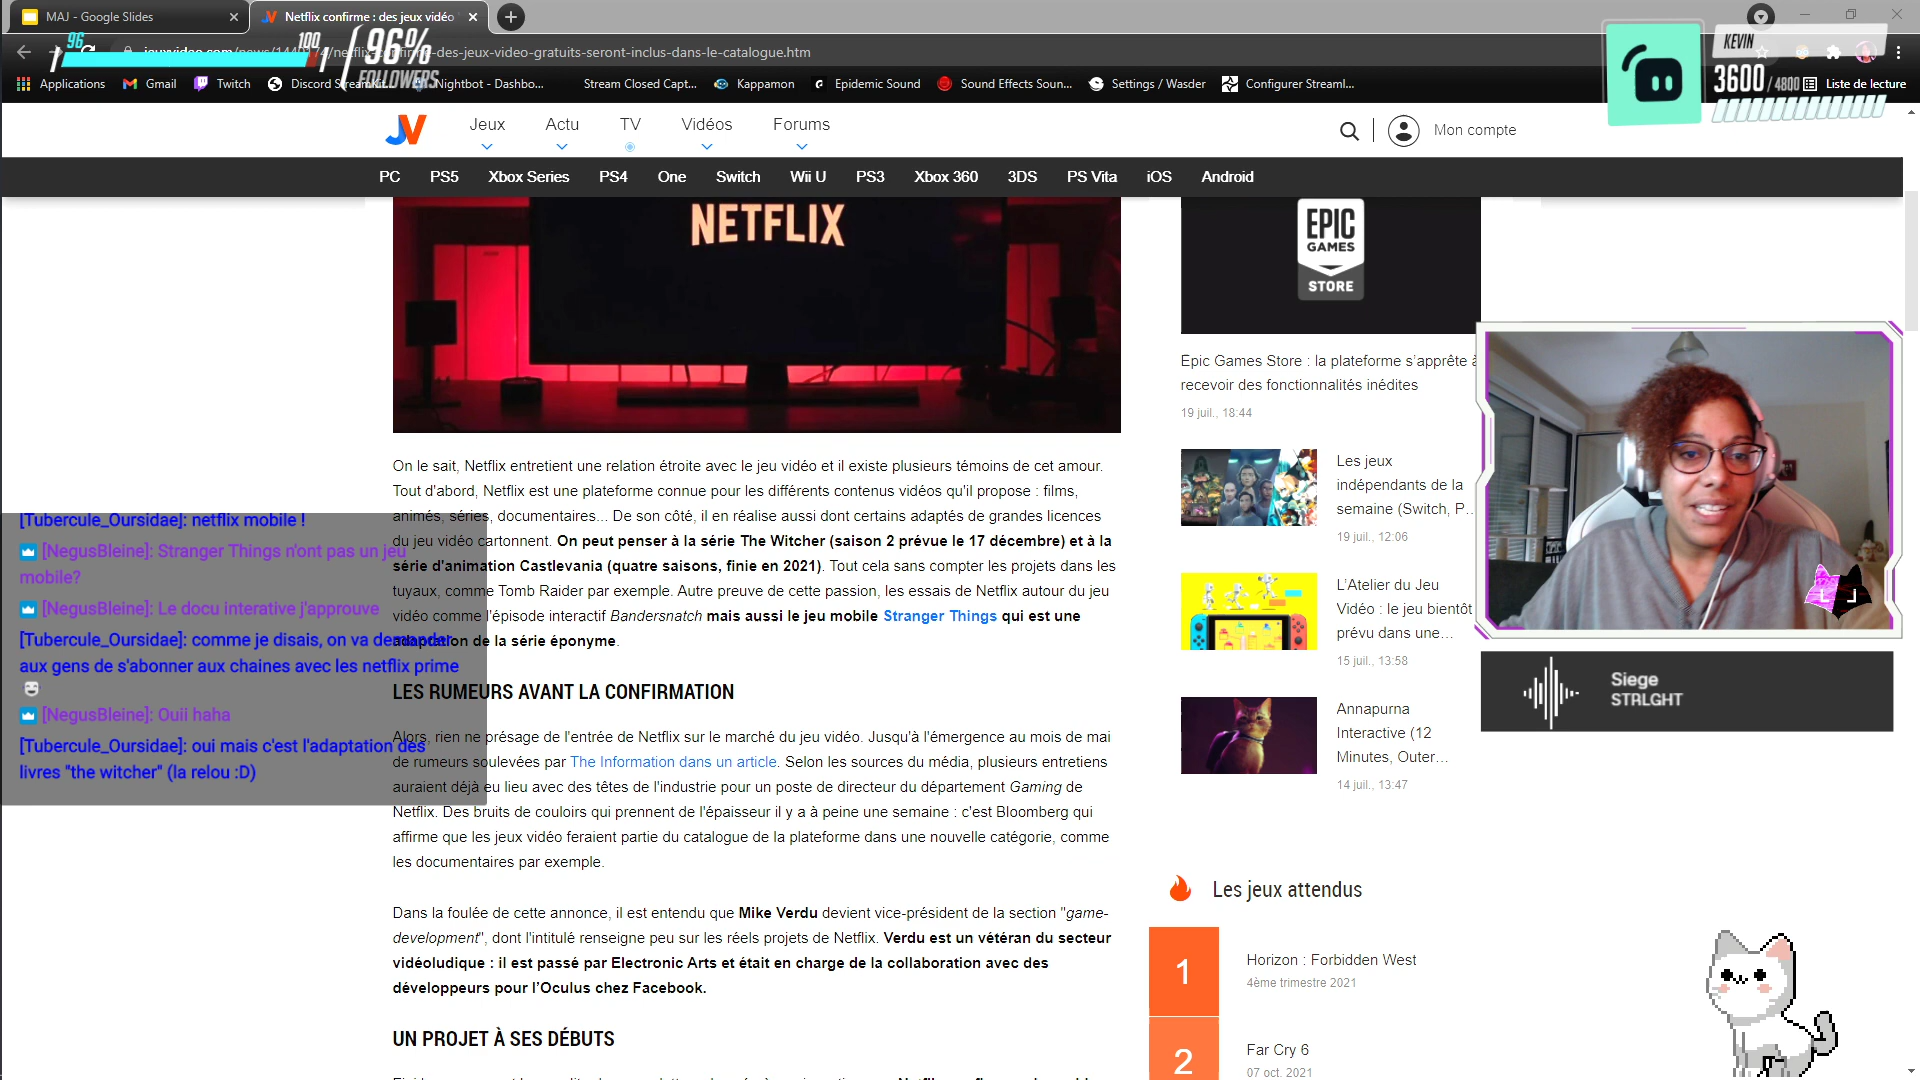 MAJ - Google Slides
Netflix confirme : des jeux vidéo
96
100
96%
FOLLOWERS
-des-jeux-video-gratuits-seront-inclus-dans-le-catalogue.htm
KEVIN
3600 / 4800
Applications
Gmail
Twitch
Discord
Nightbot - Dashbo...
Stream Closed Capt...
Kappamon
Epidemic Sound
Sound Effects Soun...
Settings / Wasder
Configurer Streaml...
Liste de lecture
JV
Jeux
Actu
TV
Vidéos
Forums
Mon compte
PC
PS5
Xbox Series
PS4
One
Switch
Wii U
PS3
Xbox 360
3DS
PS Vita
iOS
Android
NETFLIX
On le sait, Netflix entretient une relation étroite avec le jeu vidéo et il existe plusieurs témoins de cet amour.
Tout d'abord, Netflix est une plateforme connue pour les différents contenus vidéos qu'il propose : films,
animés, séries, documentaires... De son côté, il en réalise aussi dont certains adaptés de grandes licences
du jeu vidéo cartonnent. On peut penser à la série The Witcher (saison 2 prévue le 17 décembre) et à la
série d'animation Castlevania (quatre saisons, finie en 2021). Tout cela sans compter les projets dans les
tuyaux, comme Tomb Raider par exemple. Autre preuve de cette passion, les essais de Netflix autour du jeu
vidéo comme l'épisode interactif Bandersnatch mais aussi le jeu mobile Stranger Things qui est une
adaptation de la série éponyme.
LES RUMEURS AVANT LA CONFIRMATION
Alors, rien ne présage de l'entrée de Netflix sur le marché du jeu vidéo. Jusqu'à l'émergence au mois de mai
de rumeurs soulevées par The Information dans un article. Selon les sources du média, plusieurs entretiens
auraient déjà eu lieu avec des têtes de l'industrie pour un poste de directeur du département Gaming de
Netflix. Des bruits de couloirs qui prennent de l'épaisseur il y a à peine une semaine : c'est Bloomberg qui
affirme que les jeux vidéo feraient partie du catalogue de la plateforme dans une nouvelle catégorie, comme
les documentaires par exemple.
Dans la foulée de cette annonce, il est entendu que Mike Verdu devient vice-président de la section "game-
development", dont l'intitulé renseigne peu sur les réels projets de Netflix. Verdu est un vétéran du secteur
vidéoludique : il est passé par Electronic Arts et était en charge de la collaboration avec des
développeurs pour l'Oculus chez Facebook.
UN PROJET À SES DÉBUTS
[Tubercule_Oursidae]: netflix mobile !
[NegusBleine]: Stranger Things n'ont pas un jeu
mobile?
[NegusBleine]: Le docu interative j'approuve
[Tubercule_Oursidae]: comme je disais, on va demander
aux gens de s'abonner aux chaines avec les netflix prime
[NegusBleine]: Ouii haha
[Tubercule_Oursidae]: oui mais c'est l'adaptation des
livres "the witcher" (la relou :D)
EPIC
GAMES
STORE
Epic Games Store : la plateforme s'apprête à
recevoir des fonctionnalités inédites
19 juil., 18:44
Les jeux
indépendants de la
semaine (Switch, P...
19 juil., 12:06
L'Atelier du Jeu
Vidéo : le jeu bientôt
prévu dans une...
15 juil., 13:58
Annapurna
Interactive (12
Minutes, Outer...
14 juil., 13:47
Siege
STRLGHT
Les jeux attendus
1
Horizon : Forbidden West
4ème trimestre 2021
2
Far Cry 6
07 oct. 2021